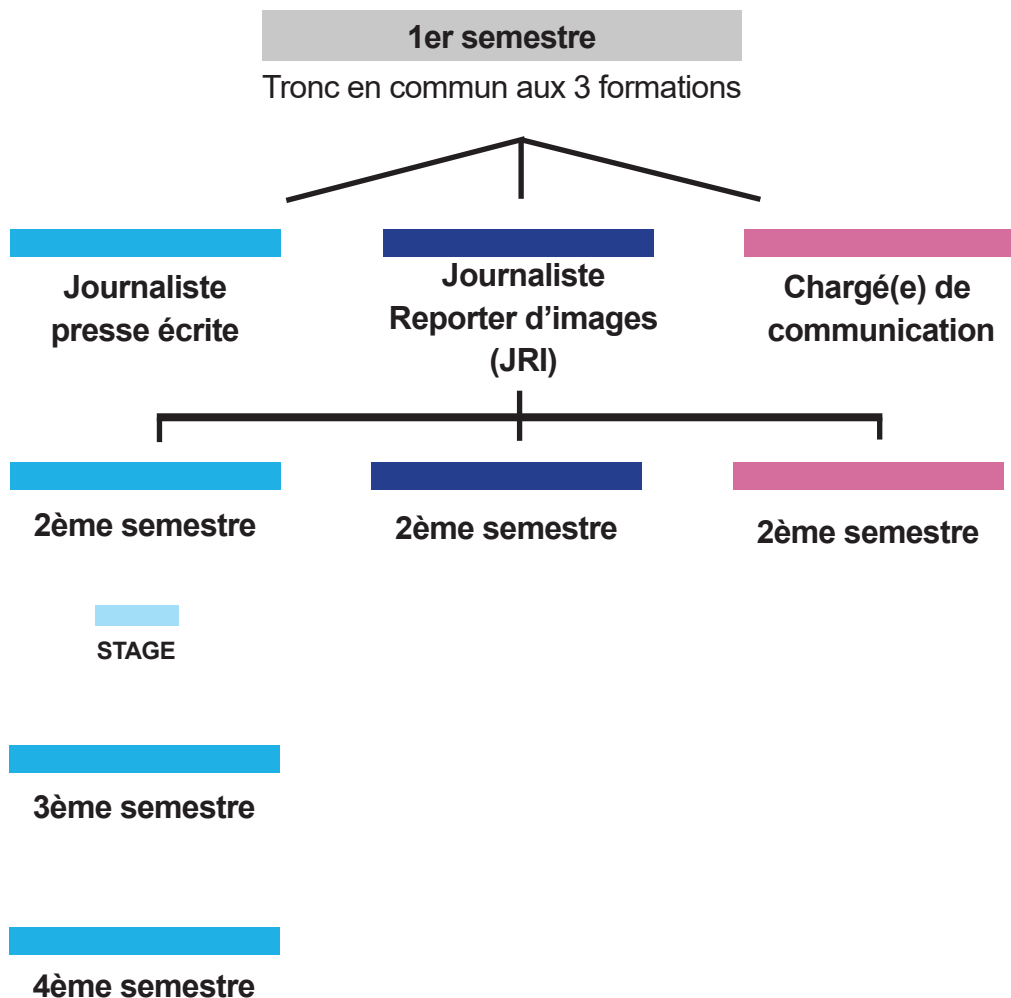 1er semestre
Tronc en commun aux 3 formations
Journaliste
presse écrite
Journaliste
Reporter d’images
(JRI)
Chargé(e) de
communication
2ème semestre
2ème semestre
2ème semestre
STAGE
3ème semestre
4ème semestre